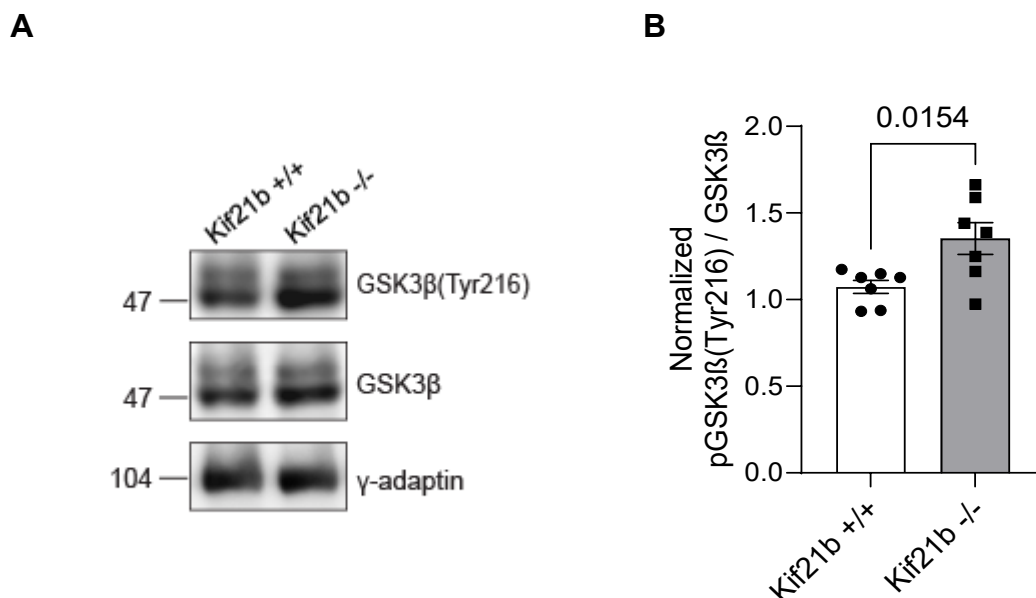 A
Kif21b +/+
Kif21b -/-
47
GSK3β(Tyr216)
47
GSK3β
104
γ-adaptin
B
Normalized
pGSK3ß(Tyr216) / GSK3ß
0.0154
2.0
1.5
1.0
0.5
0.0
Kif21b +/+
Kif21b -/-